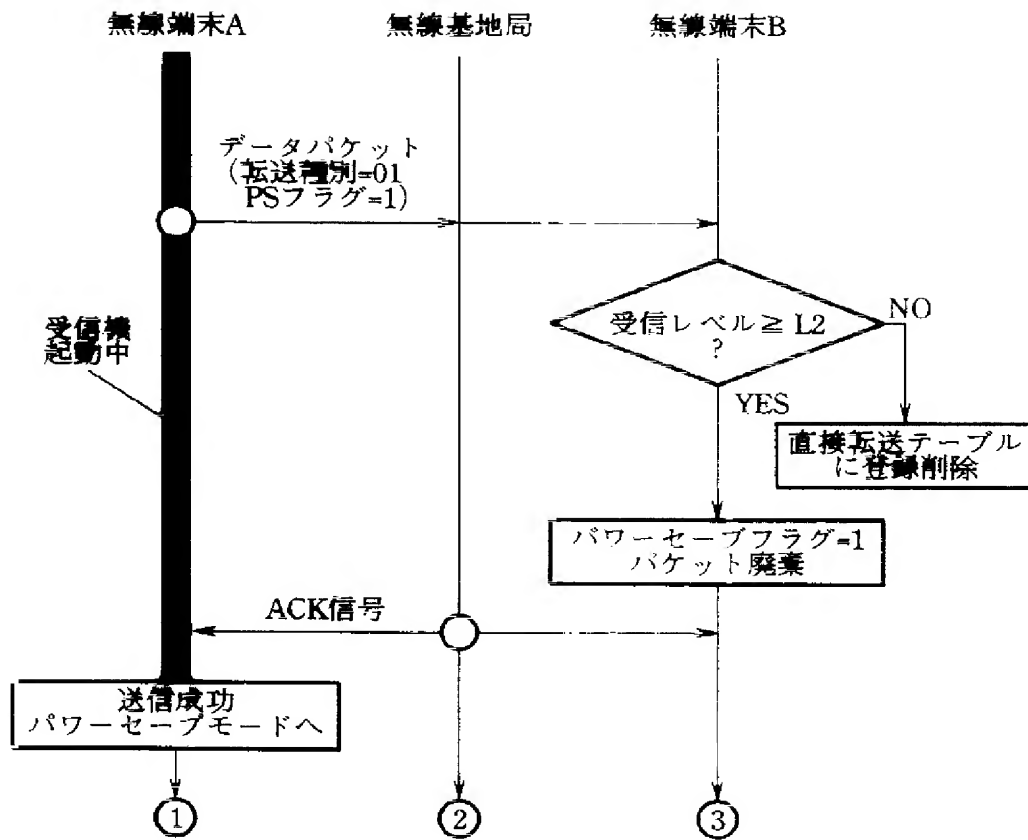 無線端末A
無線基地局
無線端末B
データパケット
(転送種別=01
PSフラグ=1)
受信レベル≧L2
?
NO
YES
受信機
起動中
直接転送テーブル
に登録削除
パワーセーブフラグ=1
パケット廃棄
ACK信号
送信成功
パワーセーブモードへ
①
②
③